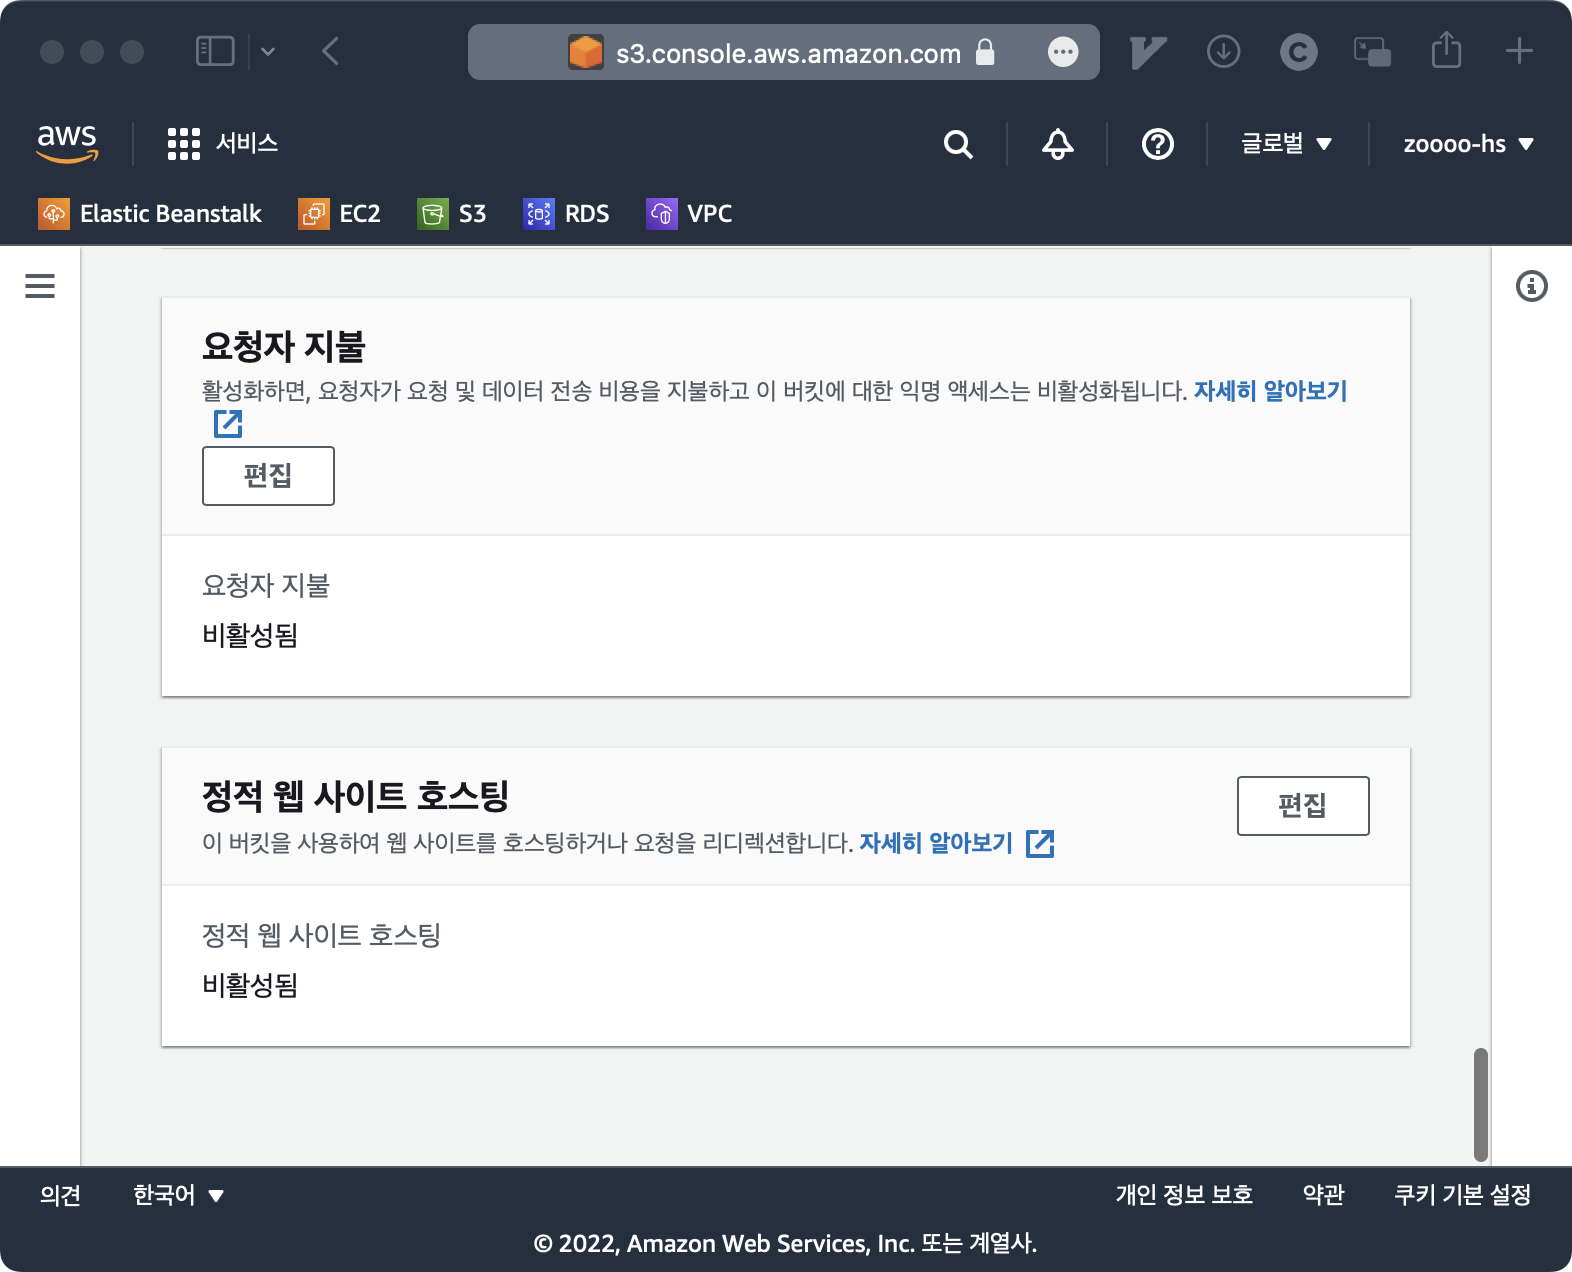 s3.console.aws.amazon.com
aws
서비스
글로벌
zoooo-hs
Elastic Beanstalk
EC2
S3
RDS
VPC
요청자 지불
활성화하면, 요청자가 요청 및 데이터 전송 비용을 지불하고 이 버킷에 대한 익명 액세스는 비활성화됩니다. 자세히 알아보기
편집
요청자 지불
비활성됨
정적 웹 사이트 호스팅
편집
이 버킷을 사용하여 웹 사이트를 호스팅하거나 요청을 리디렉션합니다. 자세히 알아보기
정적 웹 사이트 호스팅
비활성됨
의견
한국어
개인 정보 보호
약관
쿠키 기본 설정
© 2022, Amazon Web Services, Inc. 또는 계열사.